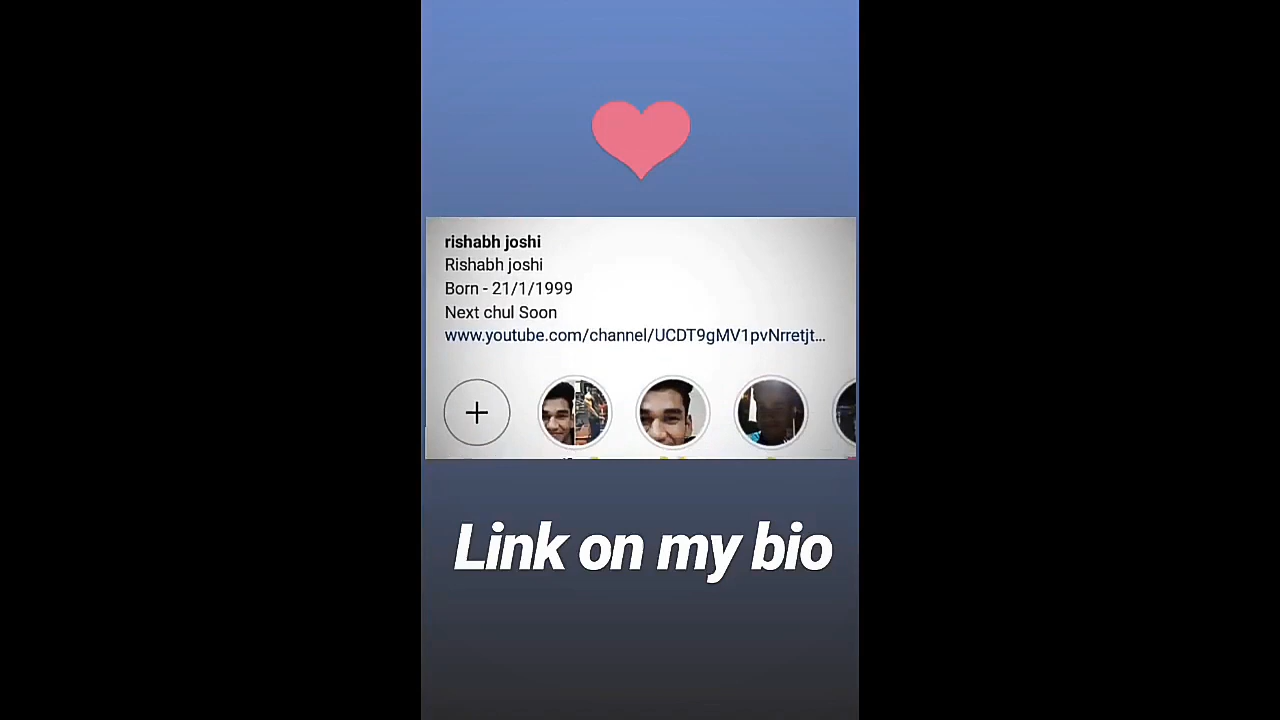 rishabh joshi
Rishabh joshi
Born - 21/1/1999
Next chul Soon
www.youtube.com/channel/UCDT9gMV1pvNrretjt...
Link on my bio